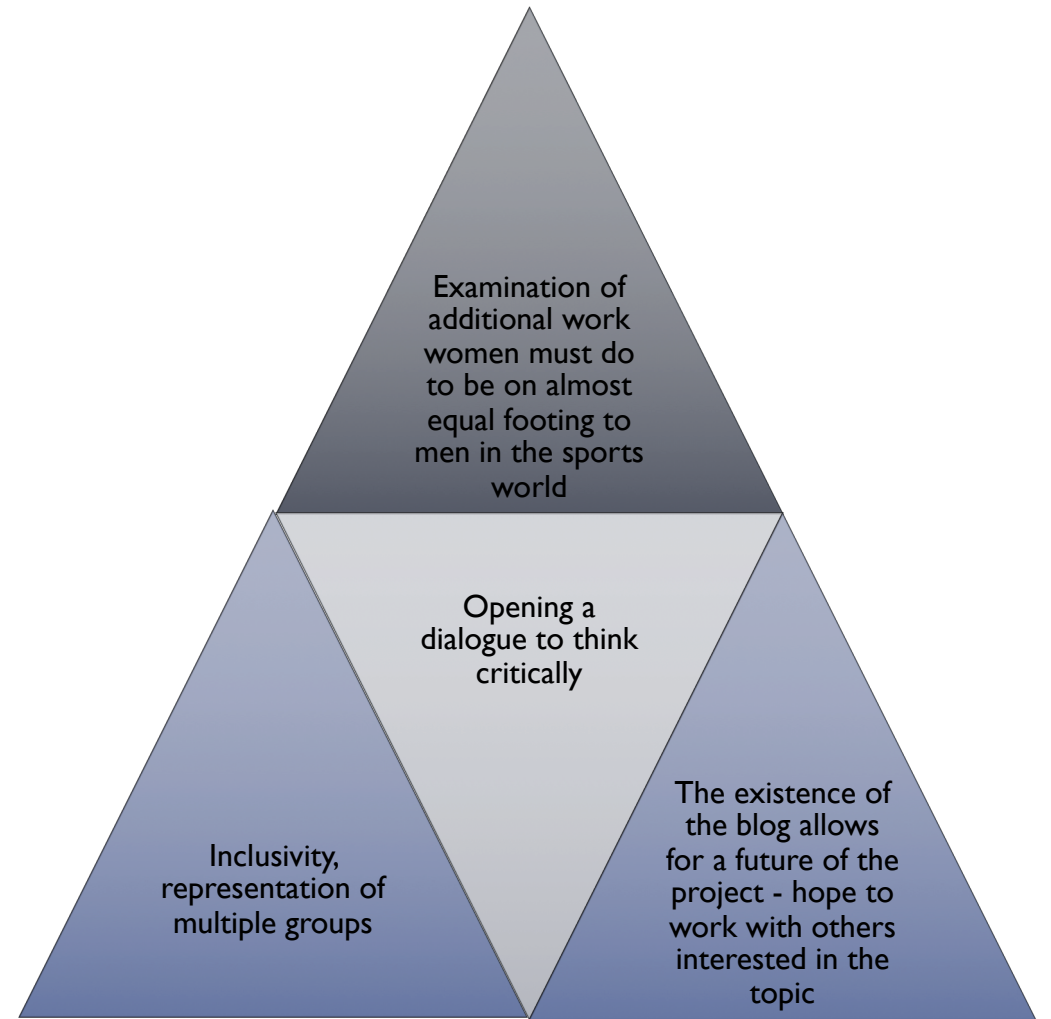 Examination of
additional work
women must do
to be on almost
equal footing to
men in the sports
world
Opening a
dialogue to think
critically
Inclusivity,
representation of
multiple groups
The existence of
the blog allows
for a future of the
project - hope to
work with others
interested in the
topic